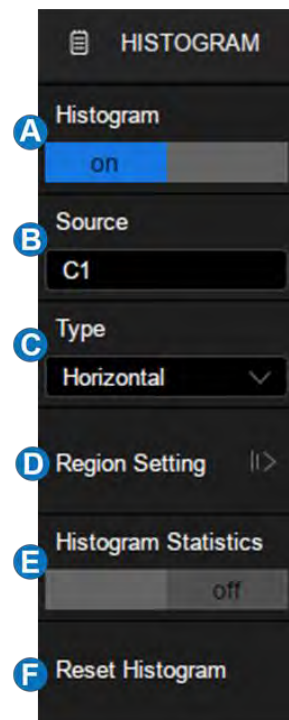 HISTOGRAM
A
Histogram
on
B
Source
C1
C
Type
Horizontal
D
Region Setting
E
Histogram Statistics
off
F
Reset Histogram